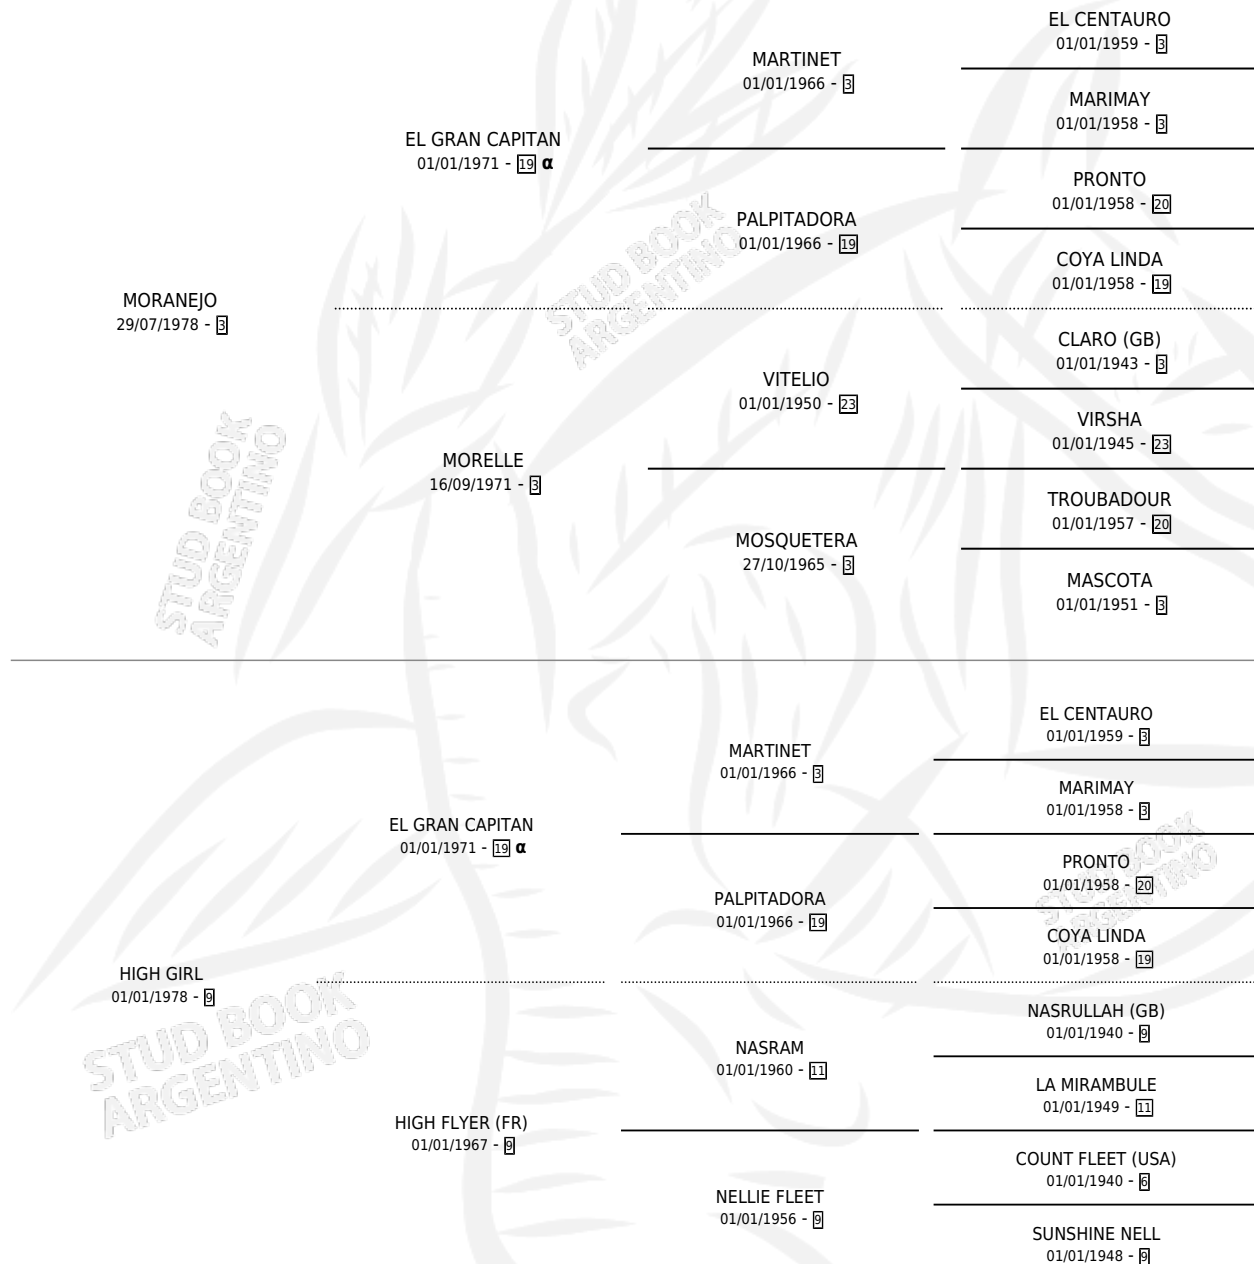 EL CENTAURO
01/01/1959 - 3
MARTINET
01/01/1966 - 3
MARIMAY
01/01/1958 - 3
EL GRAN CAPITAN
01/01/1971 - 19 α
PRONTO
01/01/1958 - 20
PALPITADORA
01/01/1966 - 19
COYA LINDA
01/01/1958 - 19
MORANEJO
29/07/1978 - 3
CLARO (GB)
01/01/1943 - 3
VITELIO
01/01/1950 - 23
VIRSHA
01/01/1945 - 23
MORELLE
16/09/1971 - 3
TROUBADOUR
01/01/1957 - 20
MOSQUETERA
27/10/1965 - 3
MASCOTA
01/01/1951 - 3
STUD BOOK
ARGENTINO
STUD BOOK
ARGENTINO
EL CENTAURO
01/01/1959 - 3
MARTINET
01/01/1966 - 3
MARIMAY
01/01/1958 - 3
EL GRAN CAPITAN
01/01/1971 - 19 α
PRONTO
01/01/1958 - 20
PALPITADORA
01/01/1966 - 19
COYA LINDA
01/01/1958 - 19
HIGH GIRL
01/01/1978 - 9
NASRULLAH (GB)
01/01/1940 - 9
NASRAM
01/01/1960 - 11
LA MIRAMBULE
01/01/1949 - 11
HIGH FLYER (FR)
01/01/1967 - 9
COUNT FLEET (USA)
01/01/1940 - 6
NELLIE FLEET
01/01/1956 - 9
SUNSHINE NELL
01/01/1948 - 9
STUD BOOK
ARGENTINO
STUD BOOK
ARGENTINO